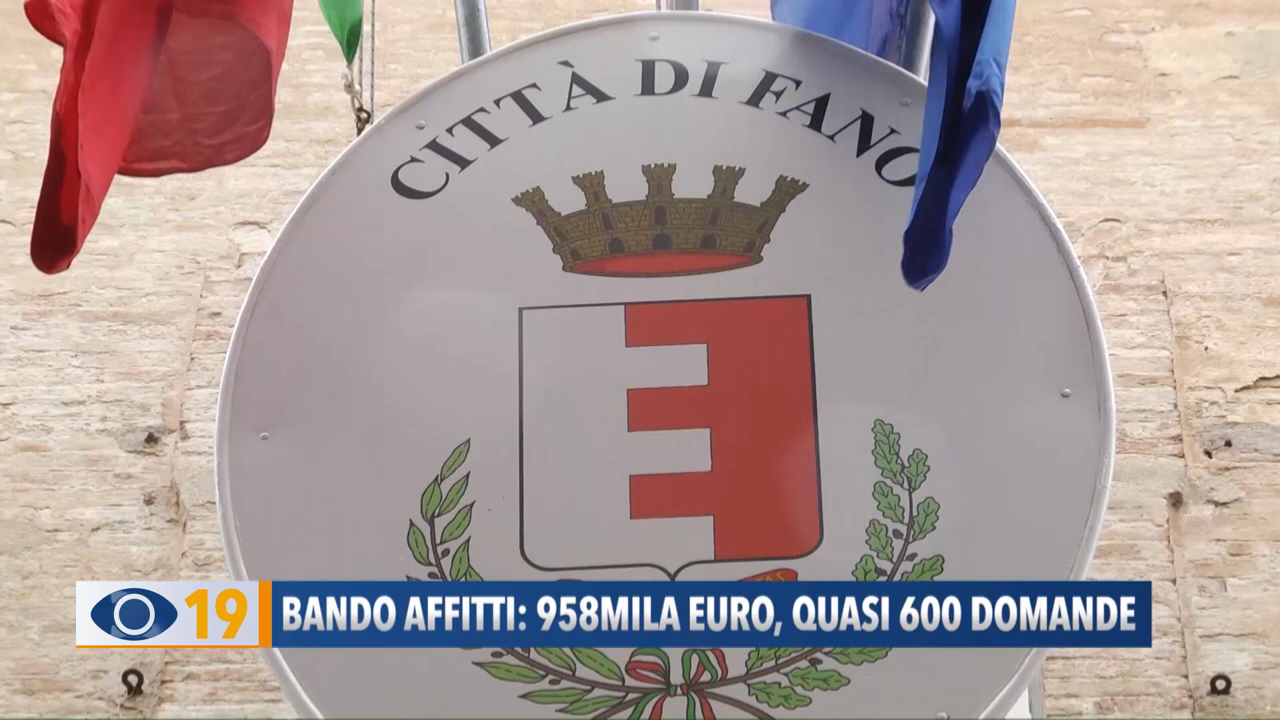 CITTÀ DI FANO
19
BANDO AFFITTI: 958MILA EURO, QUASI 600 DOMANDE